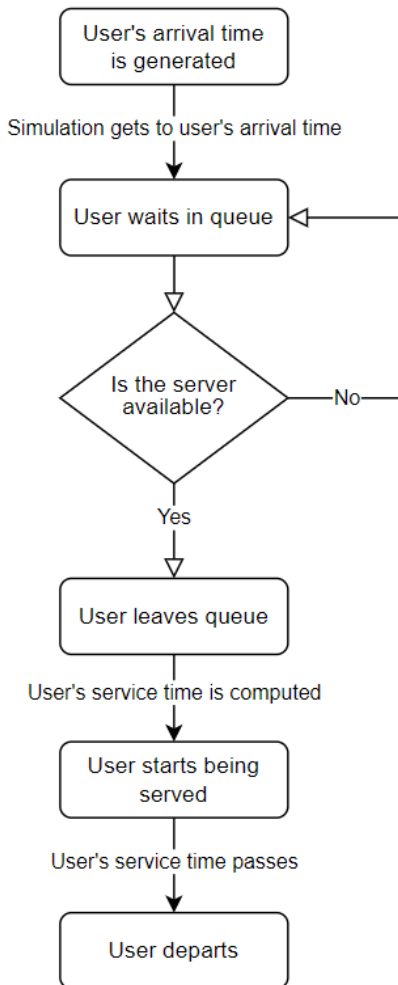 User's arrival time
is generated
Simulation gets to user's arrival time
User waits in queue
Is the server
available?
No
Yes
User leaves queue
User's service time is computed
User starts being
served
User's service time passes
User departs